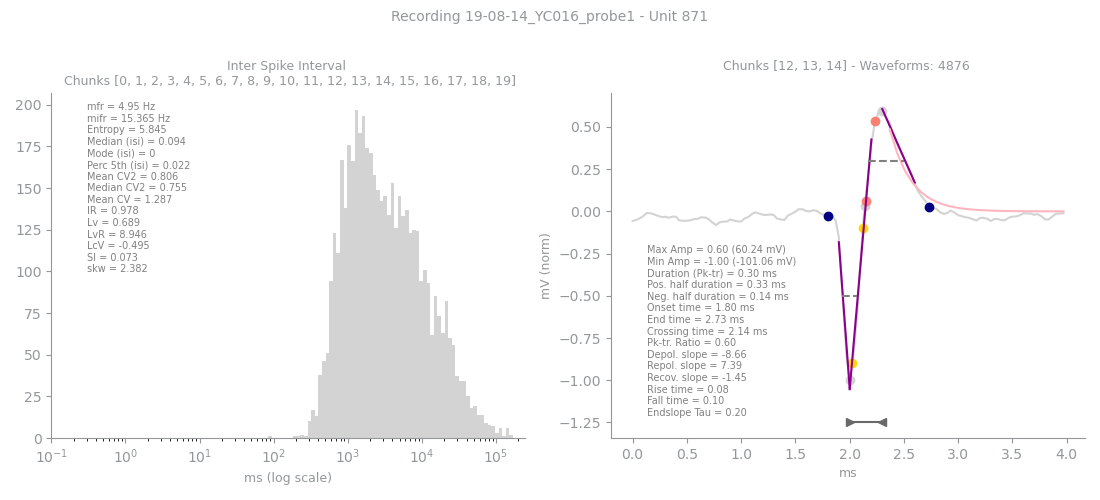 Recording 19-08-14_YC016_probe1 - Unit 871
Inter Spike Interval
Chunks [0, 1, 2, 3, 4, 5, 6, 7, 8, 9, 10, 11, 12, 13, 14, 15, 16, 17, 18, 19]
200
175
150
125
100
75
50
25
0
mfr = 4.95 Hz
mifr = 15.365 Hz
Entropy = 5.845
Median (isi) = 0.094
Mode (isi) = 0
Perc 5th (isi) = 0.022
Mean CV2 = 0.806
Median CV2 = 0.755
Mean CV = 1.287
IR = 0.978
Lv = 0.689
LvR = 8.946
LcV = -0.495
SI = 0.073
skw = 2.382
10⁻¹ 10⁰ 10¹ 10² 10³ 10⁴ 10⁵
ms (log scale)
Chunks [12, 13, 14] - Waveforms: 4876
mV (norm)
0.50
0.25
0.00
−0.25
−0.50
−0.75
−1.00
−1.25
Max Amp = 0.60 (60.24 mV)
Min Amp = -1.00 (-101.06 mV)
Duration (Pk-tr) = 0.30 ms
Pos. half duration = 0.33 ms
Neg. half duration = 0.14 ms
Onset time = 1.80 ms
End time = 2.73 ms
Crossing time = 2.14 ms
Pk-tr. Ratio = 0.60
Depol. slope = -8.66
Repol. slope = 7.39
Recov. slope = -1.45
Rise time = 0.08
Fall time = 0.10
Endslope Tau = 0.20
0.0 0.5 1.0 1.5 2.0 2.5 3.0 3.5 4.0
ms